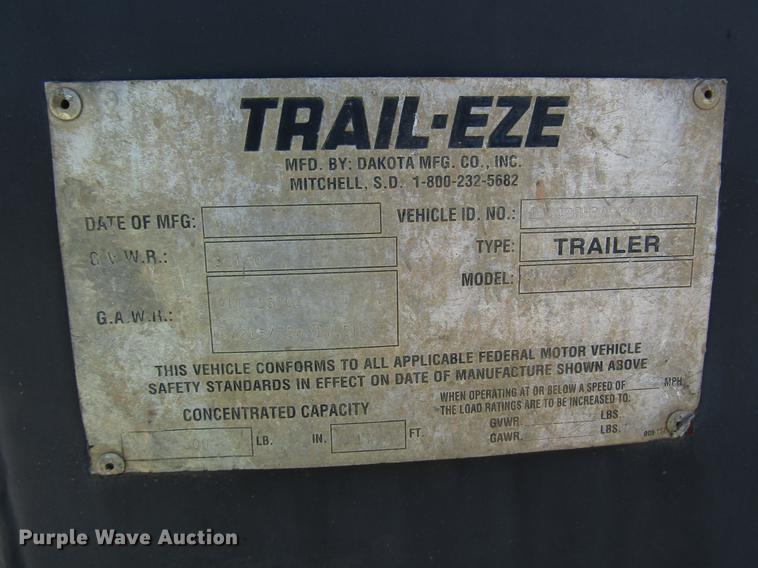 TRAIL-EZE
MFD. BY: DAKOTA MFG. CO., INC.
MITCHELL, S.D. 1-800-232-5682
DATE OF MFG:
VEHICLE ID. NO.:
G.V.W.R.:
TYPE: TRAILER
MODEL:
G.A.W.R.:
THIS VEHICLE CONFORMS TO ALL APPLICABLE FEDERAL MOTOR VEHICLE
SAFETY STANDARDS IN EFFECT ON DATE OF MANUFACTURE SHOWN ABOVE
CONCENTRATED CAPACITY
LB. IN. FT.
WHEN OPERATING AT OR BELOW A SPEED OF MPH
THE LOAD RATINGS ARE TO BE INCREASED TO:
GVWR LBS.
GAWR LBS.
Purple Wave Auction